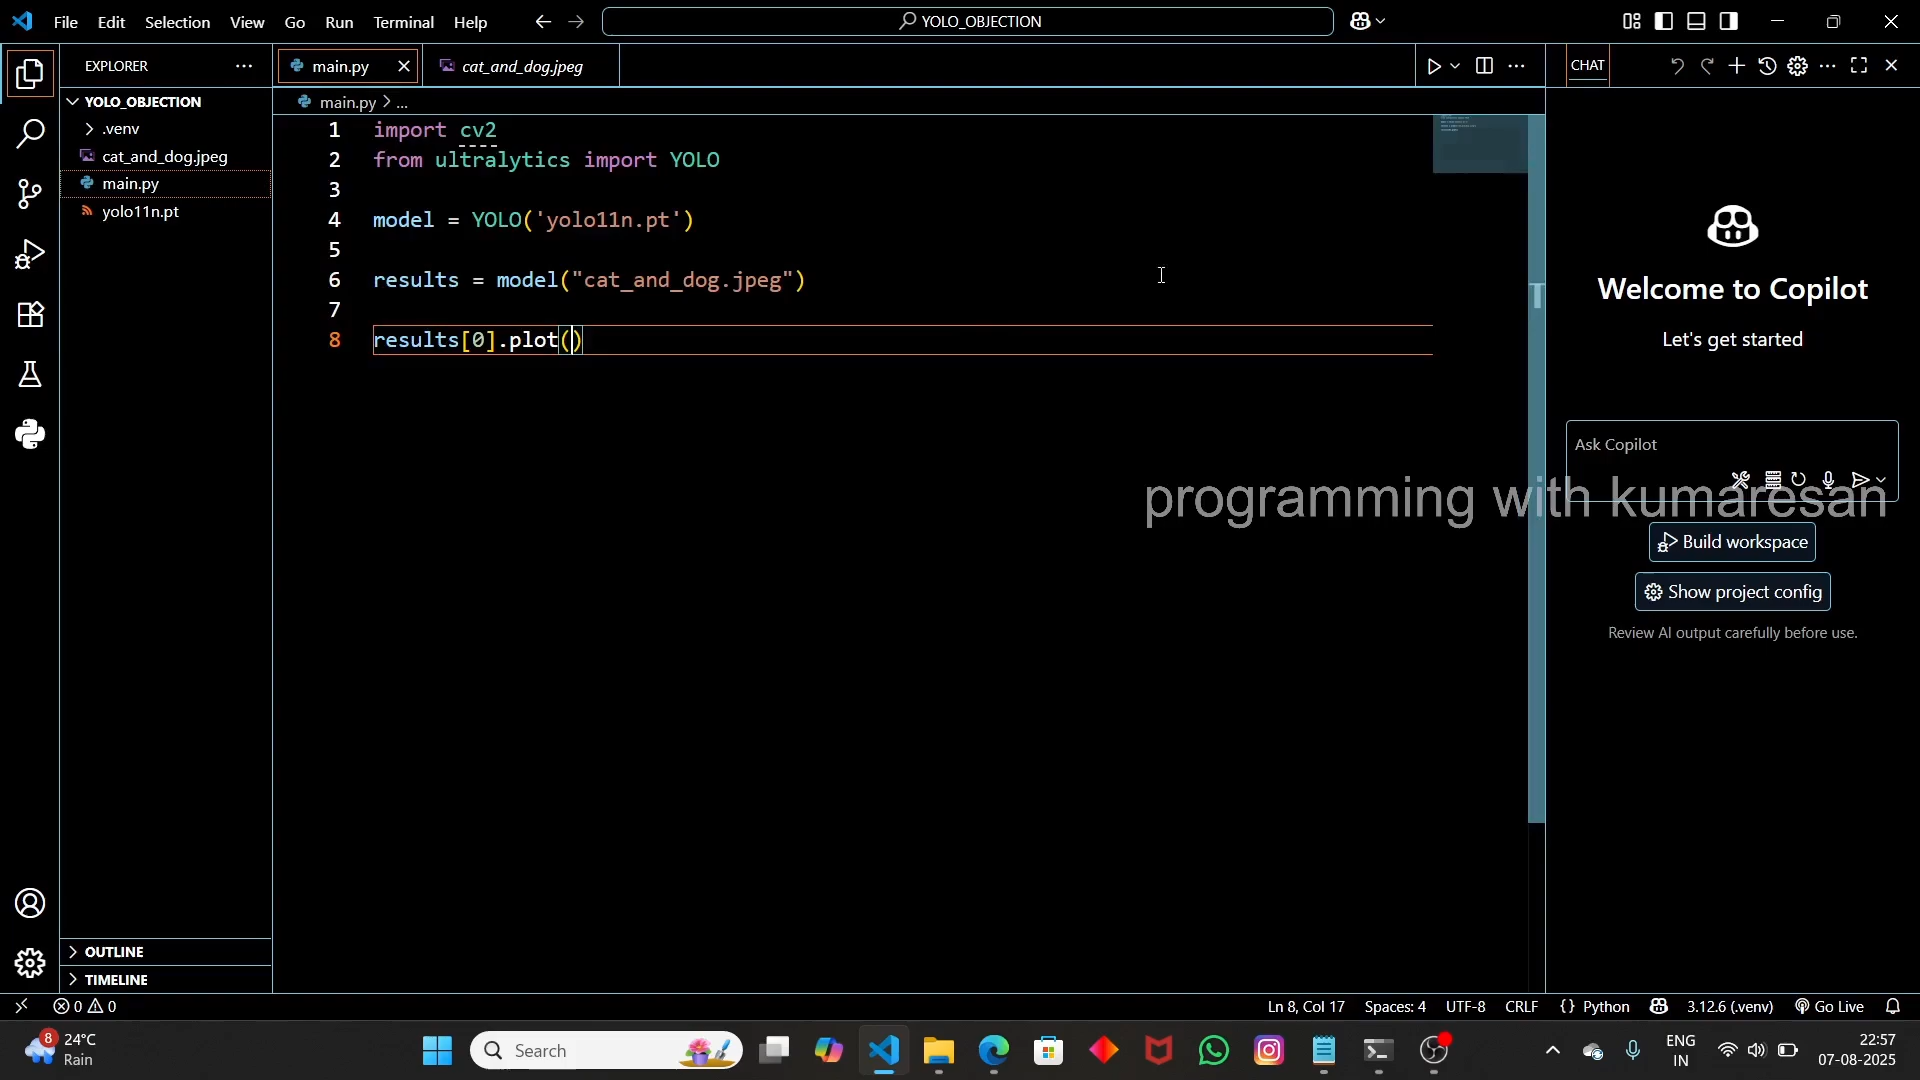 File Edit Selection View Go Run Terminal Help
YOLO_OBJECTION
EXPLORER
YOLO_OBJECTION
.venv
cat_and_dog.jpeg
main.py
yolo11n.pt
OUTLINE
TIMELINE
main.py cat_and_dog.jpeg
main.py > ...
1 import cv2
2 from ultralytics import YOLO
3
4 model = YOLO('yolo11n.pt')
5
6 results = model("cat_and_dog.jpeg")
7
8 results[0].plot()
CHAT
Welcome to Copilot
Let's get started
Ask Copilot
programming with kumaresan
Build workspace
Show project config
Review AI output carefully before use.
0 0
Ln 8, Col 17 Spaces: 4 UTF-8 CRLF {} Python 3.12.6 (.venv) Go Live
8 24°C
Rain
Search
ENG
IN
22:57
07-08-2025